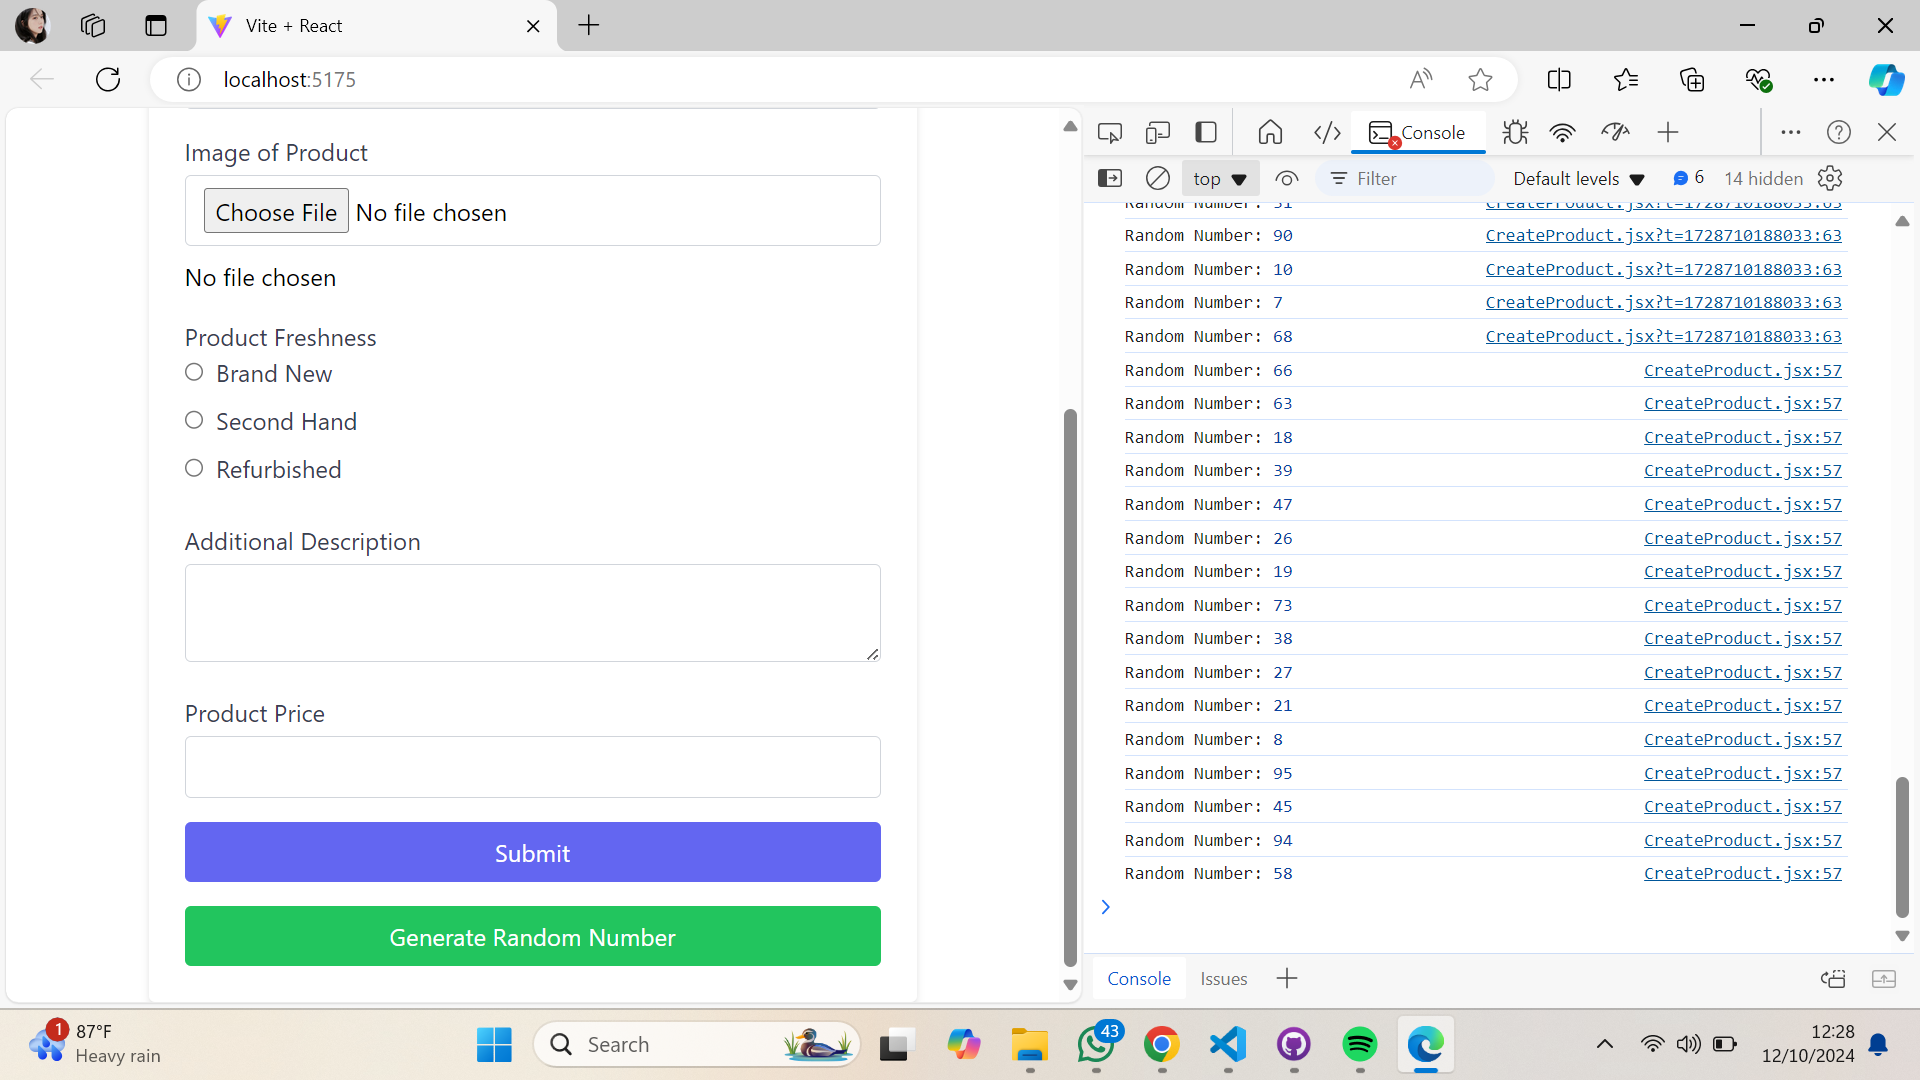 Vite + React
localhost:5175
Image of Product
Choose File No file chosen
No file chosen
Product Freshness
Brand New
Second Hand
Refurbished
Additional Description
Product Price
Submit
Generate Random Number
Console
top
Filter
Default levels
6
14 hidden
Random Number: 51 CreateProduct.jsx?t=1728710188033:63
Random Number: 90 CreateProduct.jsx?t=1728710188033:63
Random Number: 10 CreateProduct.jsx?t=1728710188033:63
Random Number: 7 CreateProduct.jsx?t=1728710188033:63
Random Number: 68 CreateProduct.jsx?t=1728710188033:63
Random Number: 66 CreateProduct.jsx:57
Random Number: 63 CreateProduct.jsx:57
Random Number: 18 CreateProduct.jsx:57
Random Number: 39 CreateProduct.jsx:57
Random Number: 47 CreateProduct.jsx:57
Random Number: 26 CreateProduct.jsx:57
Random Number: 19 CreateProduct.jsx:57
Random Number: 73 CreateProduct.jsx:57
Random Number: 38 CreateProduct.jsx:57
Random Number: 27 CreateProduct.jsx:57
Random Number: 21 CreateProduct.jsx:57
Random Number: 8 CreateProduct.jsx:57
Random Number: 95 CreateProduct.jsx:57
Random Number: 45 CreateProduct.jsx:57
Random Number: 94 CreateProduct.jsx:57
Random Number: 58 CreateProduct.jsx:57
Console
Issues
1
87°F
Heavy rain
Search
43
12:28
12/10/2024